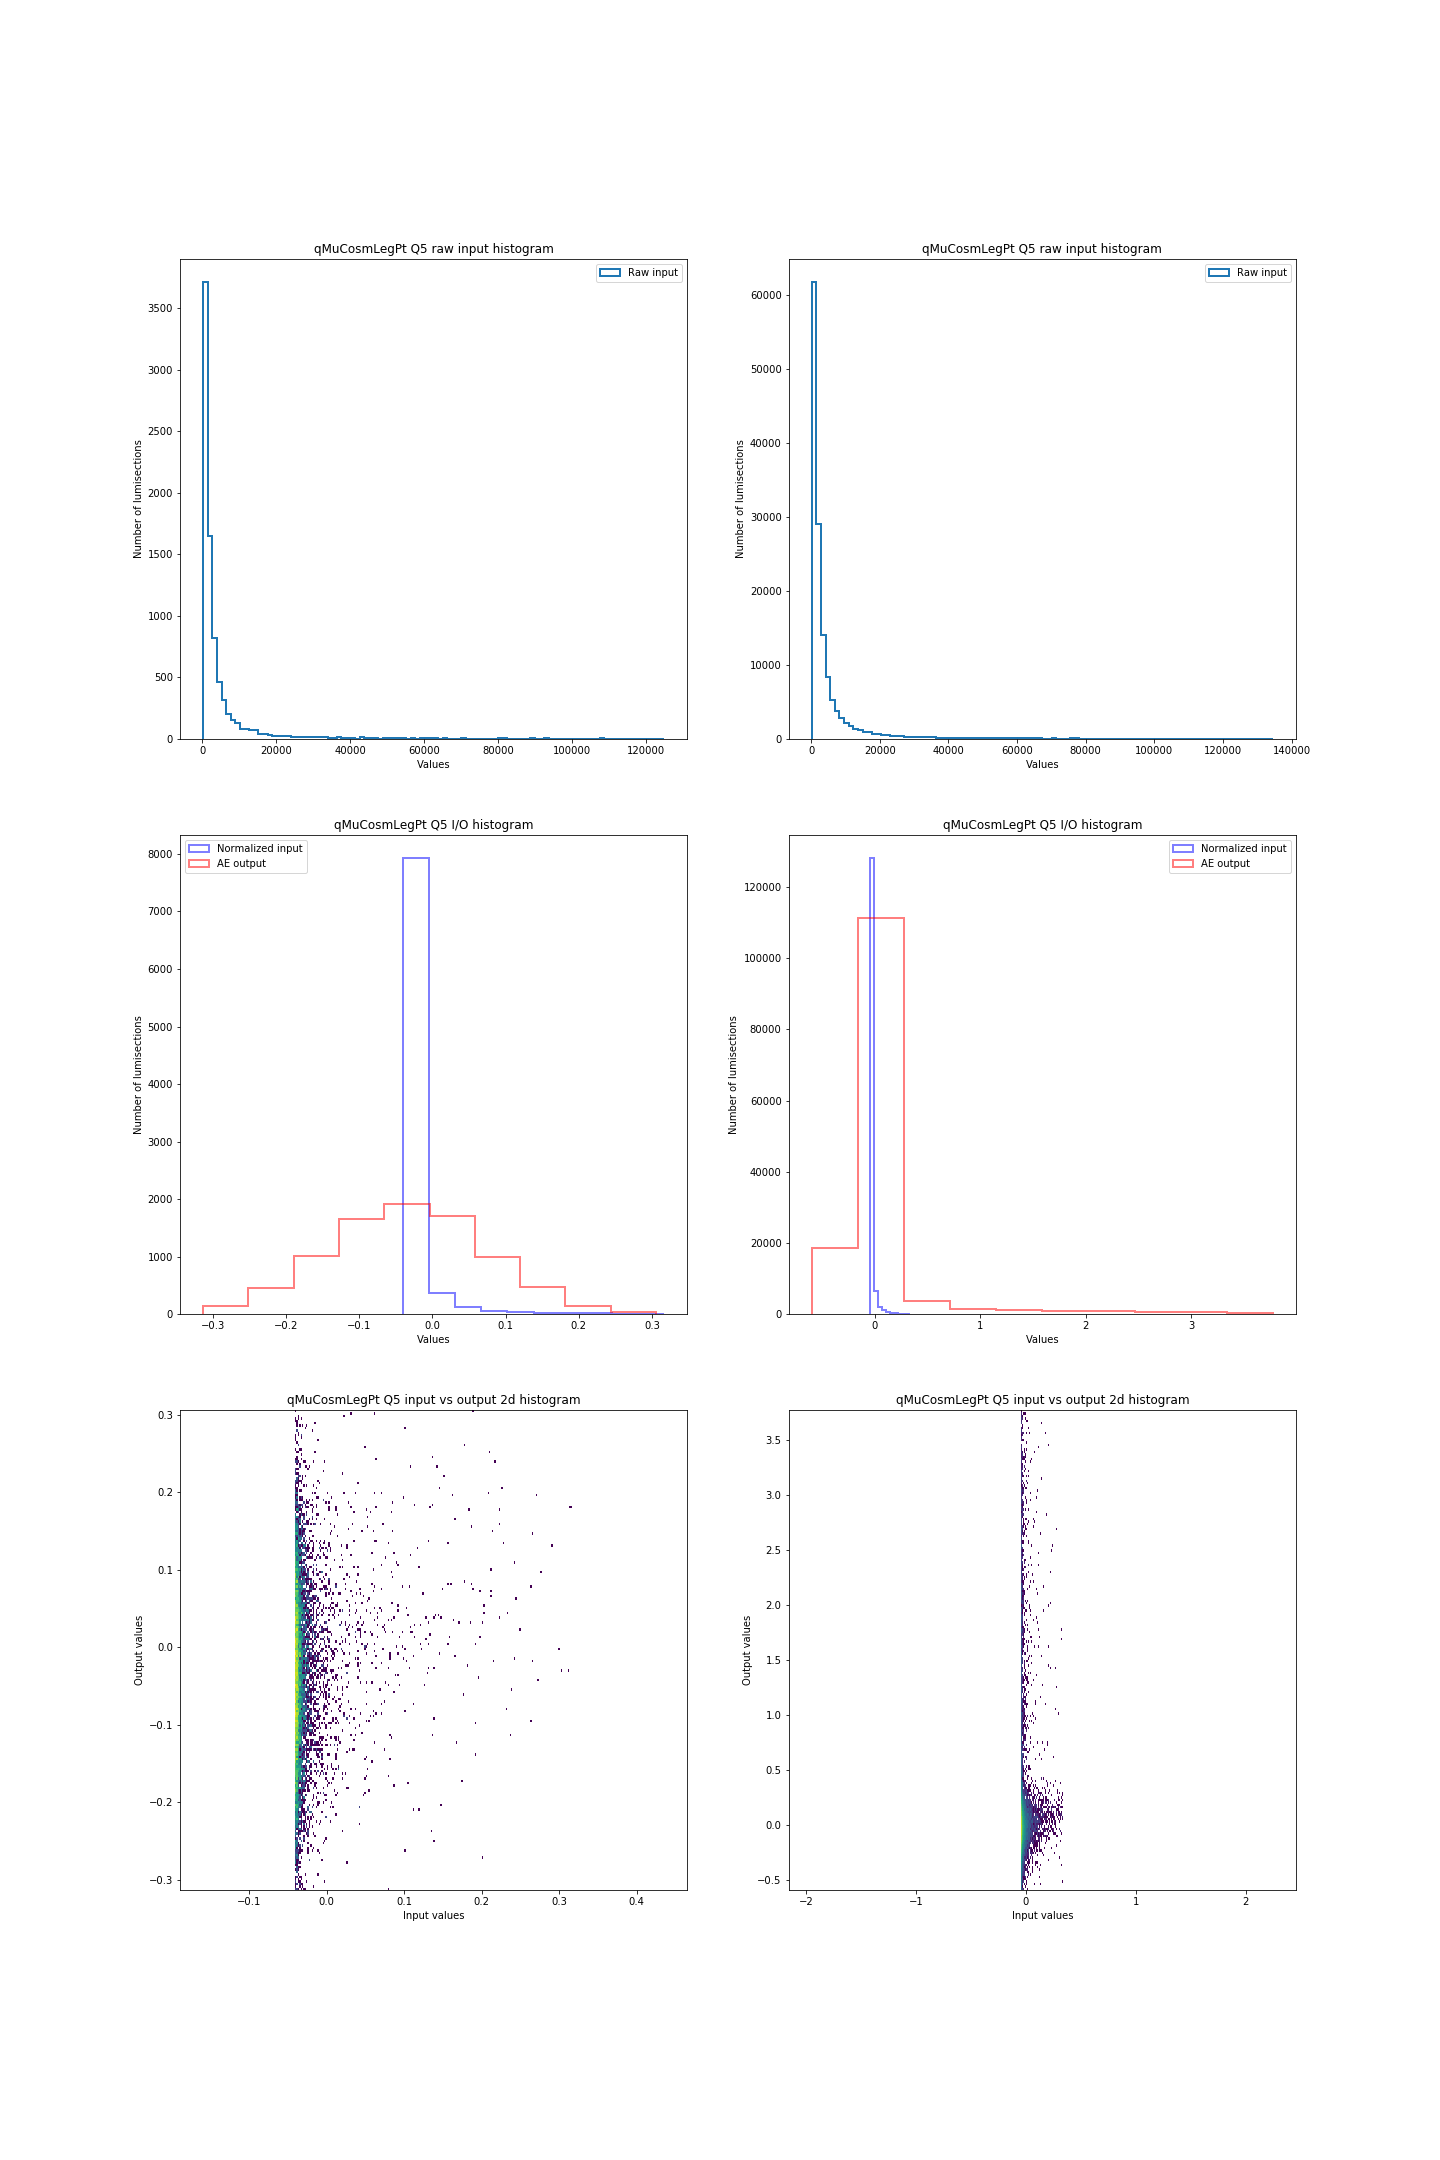 qMuCosmLegPt Q5 raw input histogram
Raw input
Number of lumisections
3500
3000
2500
2000
1500
1000
500
0
0 20000 40000 60000 80000 100000 120000
Values
qMuCosmLegPt Q5 raw input histogram
Raw input
Number of lumisections
60000
50000
40000
30000
20000
10000
0
0 20000 40000 60000 80000 100000 120000 140000
Values
qMuCosmLegPt Q5 I/O histogram
Normalized input
AE output
Number of lumisections
8000
7000
6000
5000
4000
3000
2000
1000
0
−0.3 −0.2 −0.1 0.0 0.1 0.2 0.3
Values
qMuCosmLegPt Q5 I/O histogram
Normalized input
AE output
Number of lumisections
120000
100000
80000
60000
40000
20000
0
0 1 2 3
Values
qMuCosmLegPt Q5 input vs output 2d histogram
Output values
0.3
0.2
0.1
0.0
−0.1
−0.2
−0.3
−0.1 0.0 0.1 0.2 0.3 0.4
Input values
qMuCosmLegPt Q5 input vs output 2d histogram
Output values
3.5
3.0
2.5
2.0
1.5
1.0
0.5
0.0
−0.5
−2 −1 0 1 2
Input values